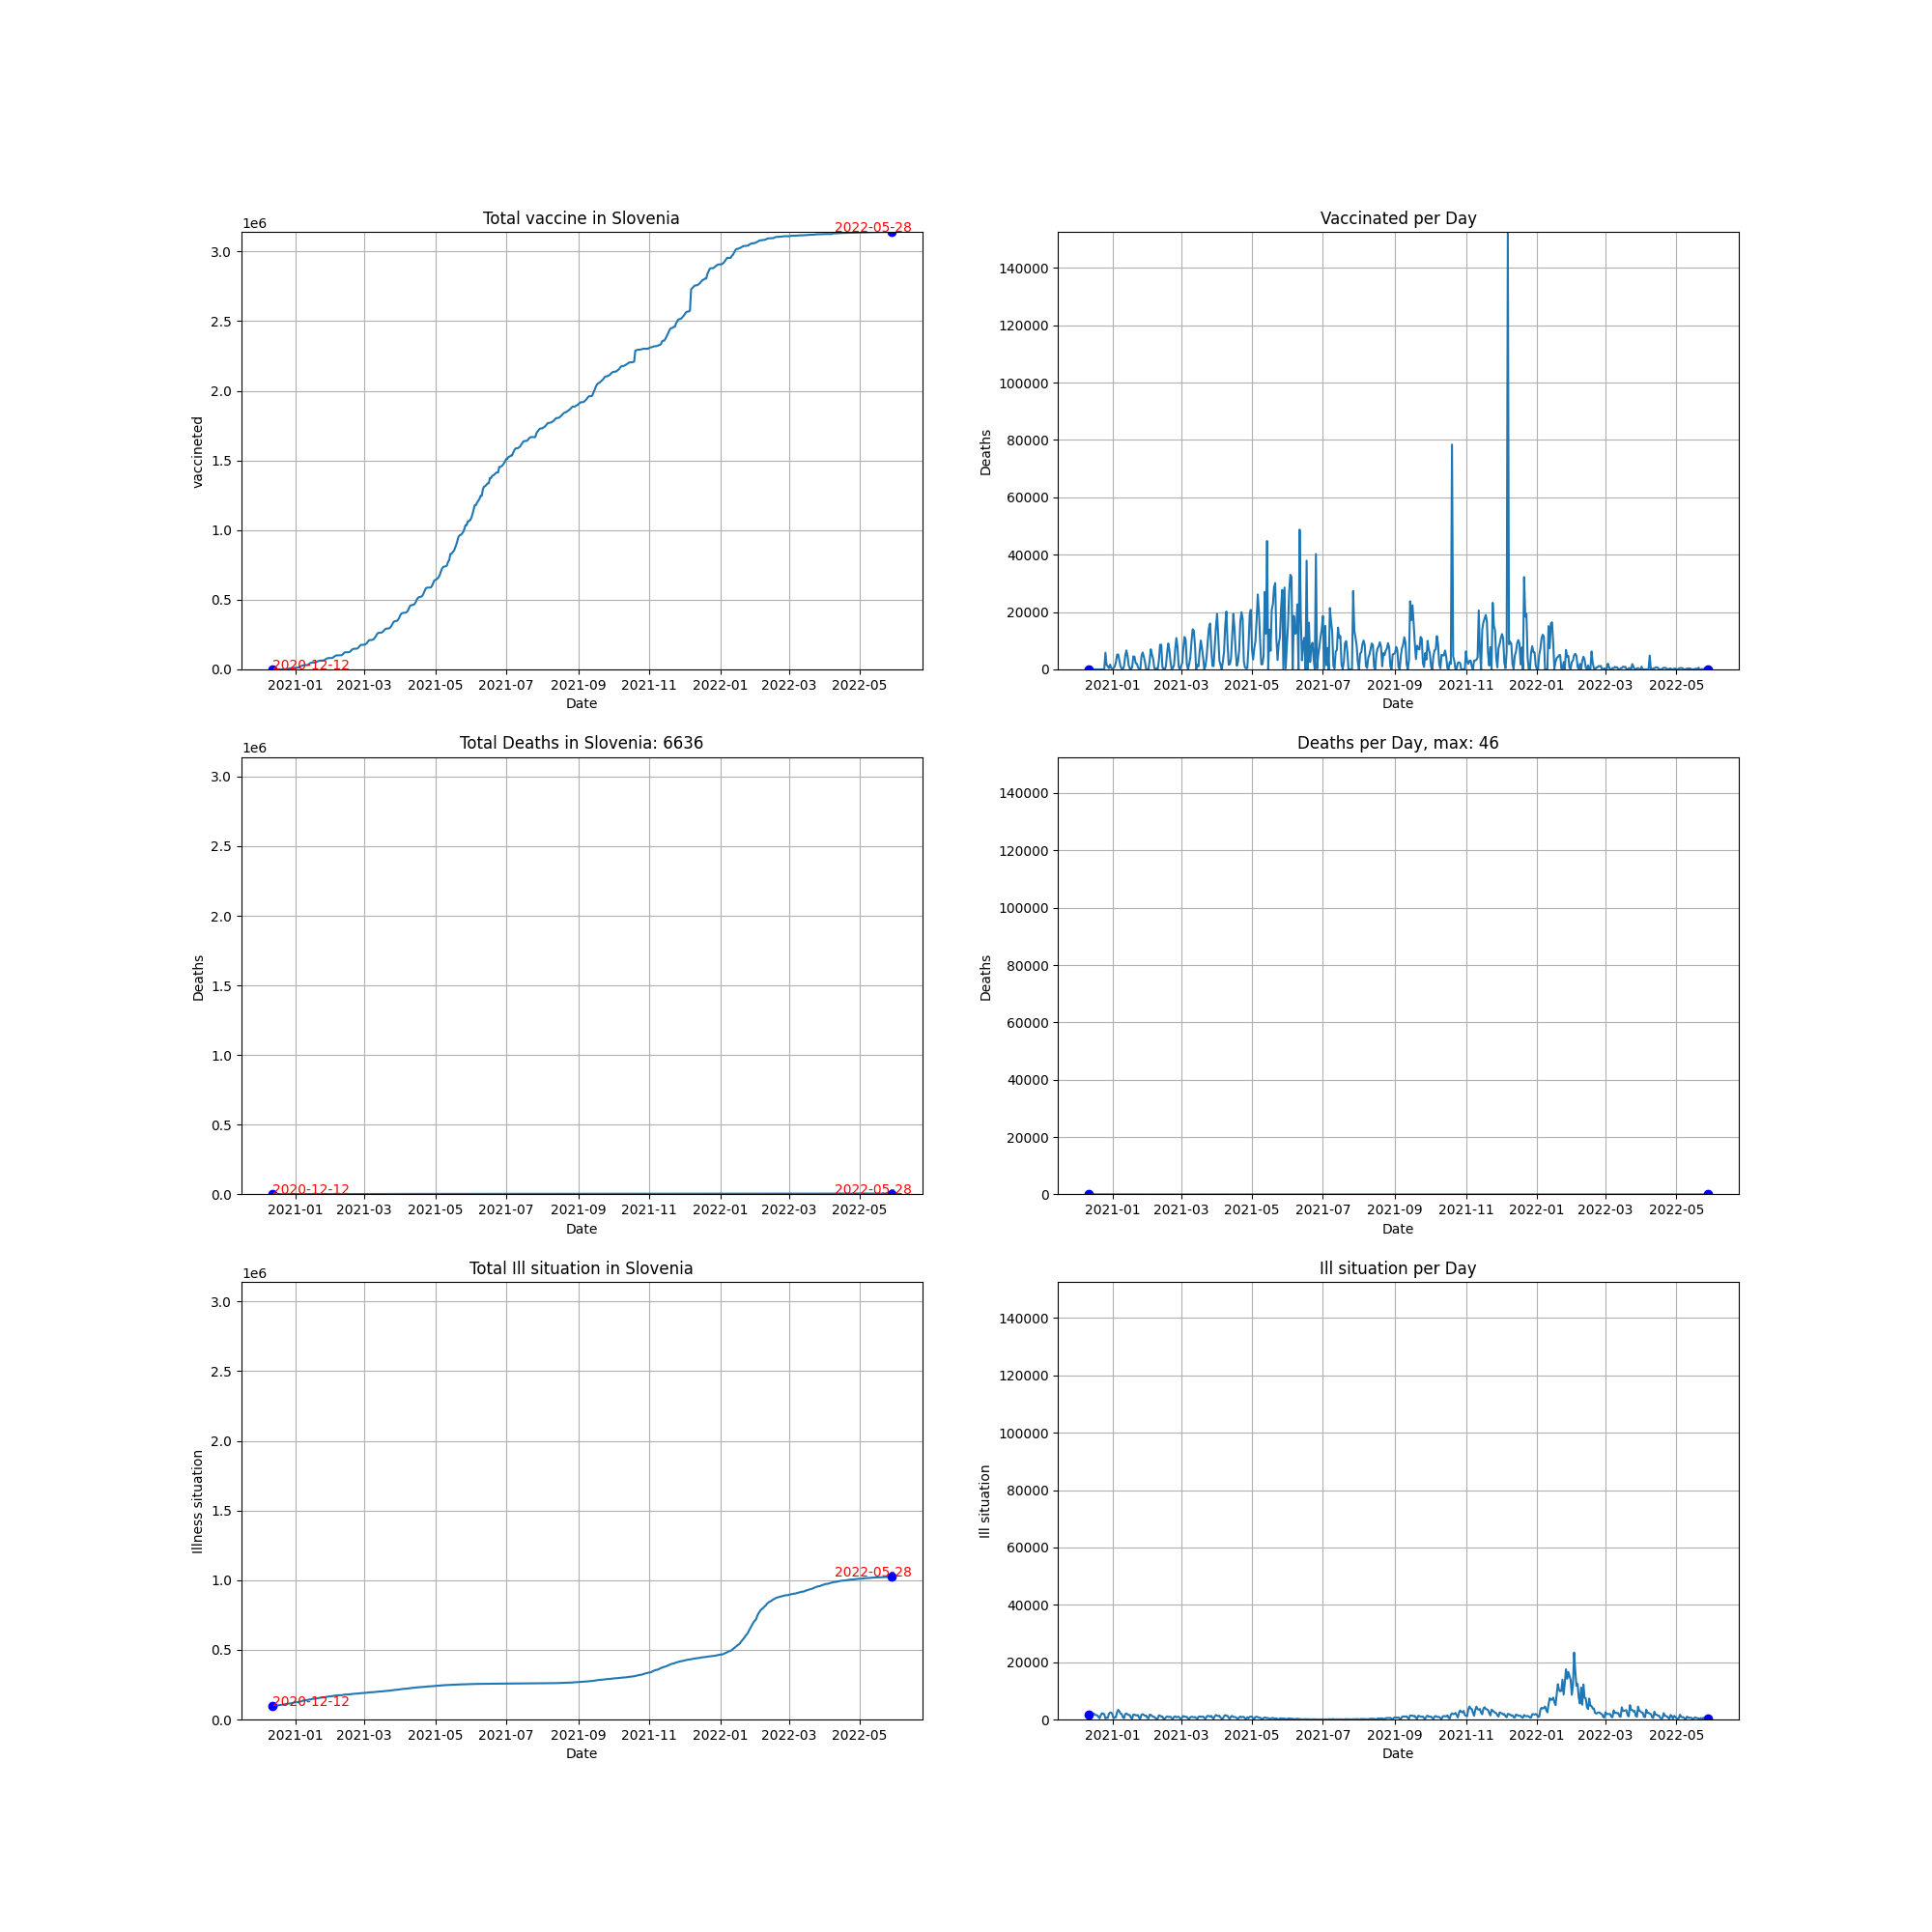 Total vaccine in Slovenia
1e6
3.0
2.5
2.0
1.5
1.0
0.5
0.0
vaccineted
2022-05-28
2020-12-12
2021-01 2021-03 2021-05 2021-07 2021-09 2021-11 2022-01 2022-03 2022-05
Date
Vaccinated per Day
140000
120000
100000
80000
60000
40000
20000
0
Deaths
2021-01 2021-03 2021-05 2021-07 2021-09 2021-11 2022-01 2022-03 2022-05
Date
Total Deaths in Slovenia: 6636
1e6
3.0
2.5
2.0
1.5
1.0
0.5
0.0
Deaths
2020-12-12
2022-05-28
2021-01 2021-03 2021-05 2021-07 2021-09 2021-11 2022-01 2022-03 2022-05
Date
Deaths per Day, max: 46
140000
120000
100000
80000
60000
40000
20000
0
Deaths
2021-01 2021-03 2021-05 2021-07 2021-09 2021-11 2022-01 2022-03 2022-05
Date
Total Ill situation in Slovenia
1e6
3.0
2.5
2.0
1.5
1.0
0.5
0.0
Illness situation
2022-05-28
2020-12-12
2021-01 2021-03 2021-05 2021-07 2021-09 2021-11 2022-01 2022-03 2022-05
Date
Ill situation per Day
140000
120000
100000
80000
60000
40000
20000
0
Ill situation
2021-01 2021-03 2021-05 2021-07 2021-09 2021-11 2022-01 2022-03 2022-05
Date